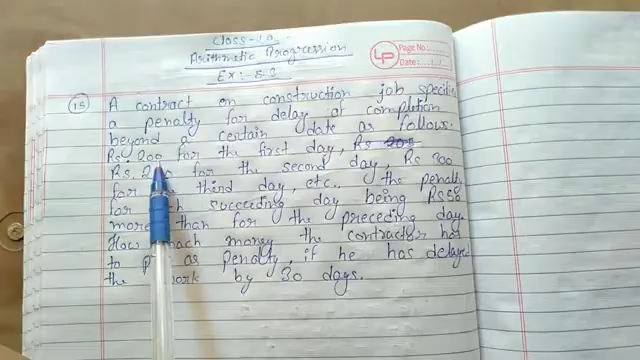 Class-10
Arithmetic Progression
Ex:- 5.3
Page No.:
Date:
LP
(15) A contract on construction job specifies
a penalty for delay of completion
beyond a certain date as follows:
Rs. 200 for the first day, Rs
Rs. for the second day, Rs 300
for third day, etc., the penalty
for succeeding day being Rs 50
more than for the preceding day.
How much money the contractor has
to as penalty, if he has delayed
the work by 30 days.